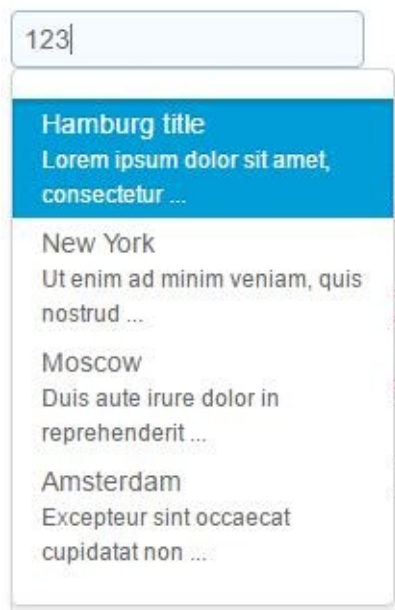 123
Hamburg title
Lorem ipsum dolor sit amet,
consectetur ...
New York
Ut enim ad minim veniam, quis
nostrud ...
Moscow
Duis aute irure dolor in
reprehenderit ...
Amsterdam
Excepteur sint occaecat
cupidatat non ...